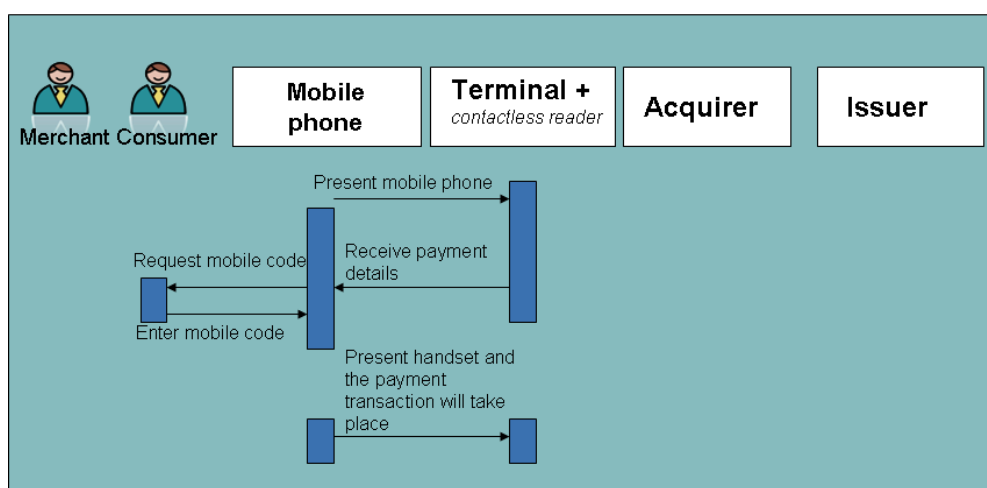 Merchant Consumer
Mobile
phone
Terminal +
contactless reader
Acquirer
Issuer
Present mobile phone
Receive payment
details
Request mobile code
Enter mobile code
Present handset and
the payment
transaction will take
place